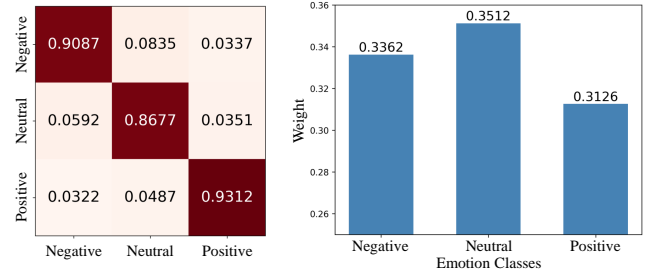 Negative
0.9087 0.0835 0.0337
Neutral
0.0592 0.8677 0.0351
Positive
0.0322 0.0487 0.9312
Negative Neutral Positive
Weight
0.36
0.34
0.32
0.30
0.28
0.26
0.3362
0.3512
0.3126
Negative Neutral Positive
Emotion Classes